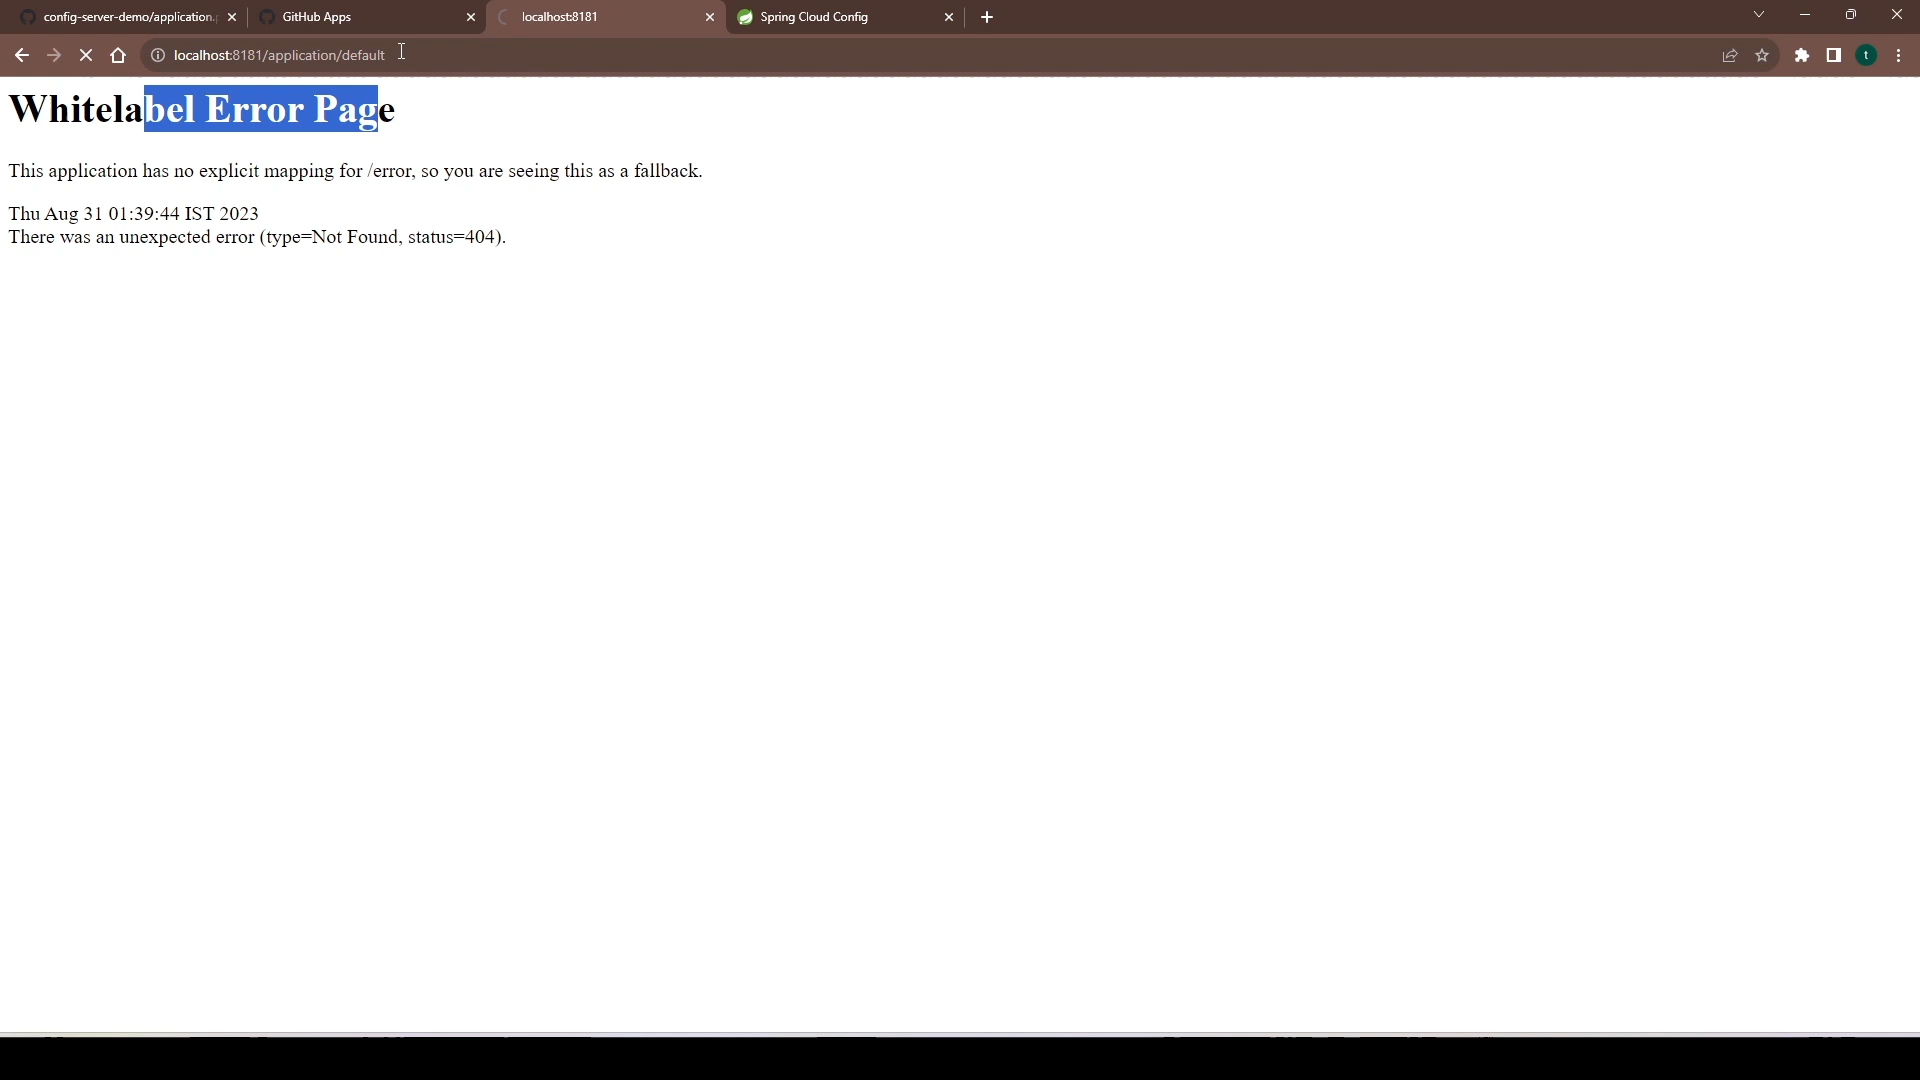 config-server-demo/application.p
GitHub Apps
localhost:8181
Spring Cloud Config
localhost:8181/application/default
t
Whitelabel Error Page
This application has no explicit mapping for /error, so you are seeing this as a fallback.
Thu Aug 31 01:39:44 IST 2023
There was an unexpected error (type=Not Found, status=404).